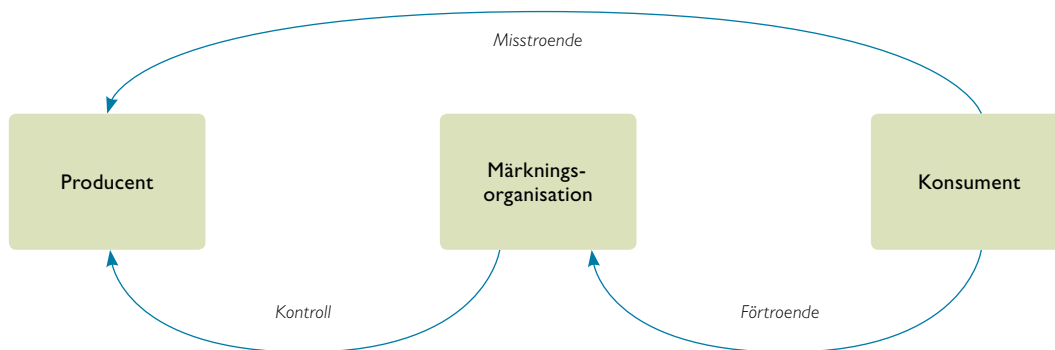 Misstroende
Producent
Märknings-
organisation
Konsument
Kontroll
Förtroende